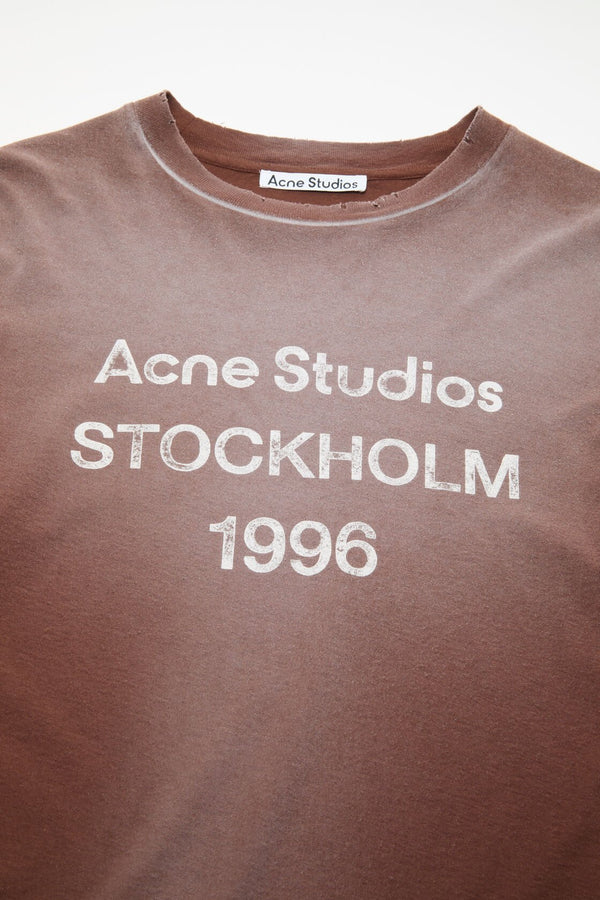 Acne Studios
Acne Studios
STOCKHOLM
1996